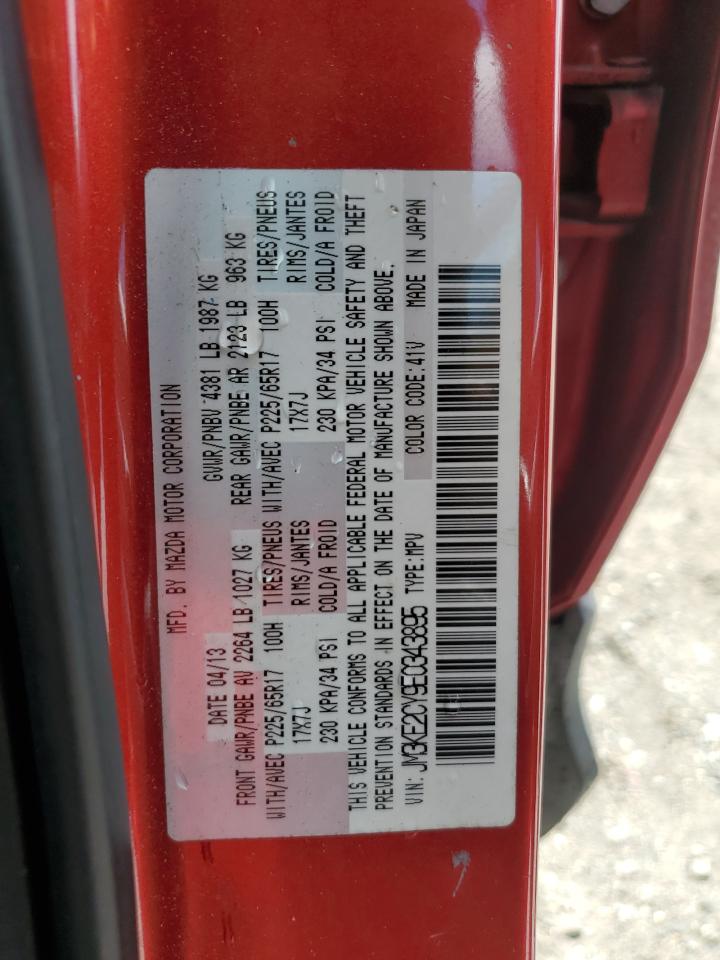 MFD. BY MAZDA MOTOR CORPORATION
DATE 04/13 GVWR/PNBV 4381 LB 1987 KG
FRONT GAWR/PNBE AV 2264 LB 1027 KG REAR GAWR/PNBE AR 2123 LB 963 KG
WITH/AVEC P225/65R17 100H TIRES/PNEUS WITH/AVEC P225/65R17 100H TIRES/PNEUS
17X7J RIMS/JANTES 17X7J RIMS/JANTES
230 KPA/34 PSI COLD/A FROID 230 KPA/34 PSI COLD/A FROID
THIS VEHICLE CONFORMS TO ALL APPLICABLE FEDERAL MOTOR VEHICLE SAFETY AND THEFT
PREVENTION STANDARDS IN EFFECT ON THE DATE OF MANUFACTURE SHOWN ABOVE.
VIN: JM3KE2CY9E0343895 TYPE:MPV COLOR CODE:41V MADE IN JAPAN